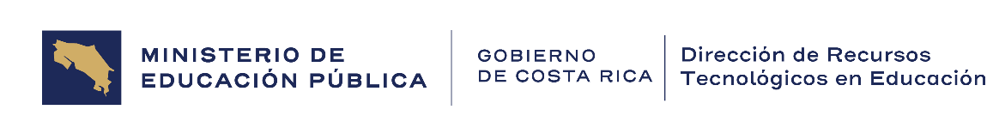 MINISTERIO DE
EDUCACIÓN PÚBLICA
GOBIERNO
DE COSTA RICA
Dirección de Recursos
Tecnológicos en Educación